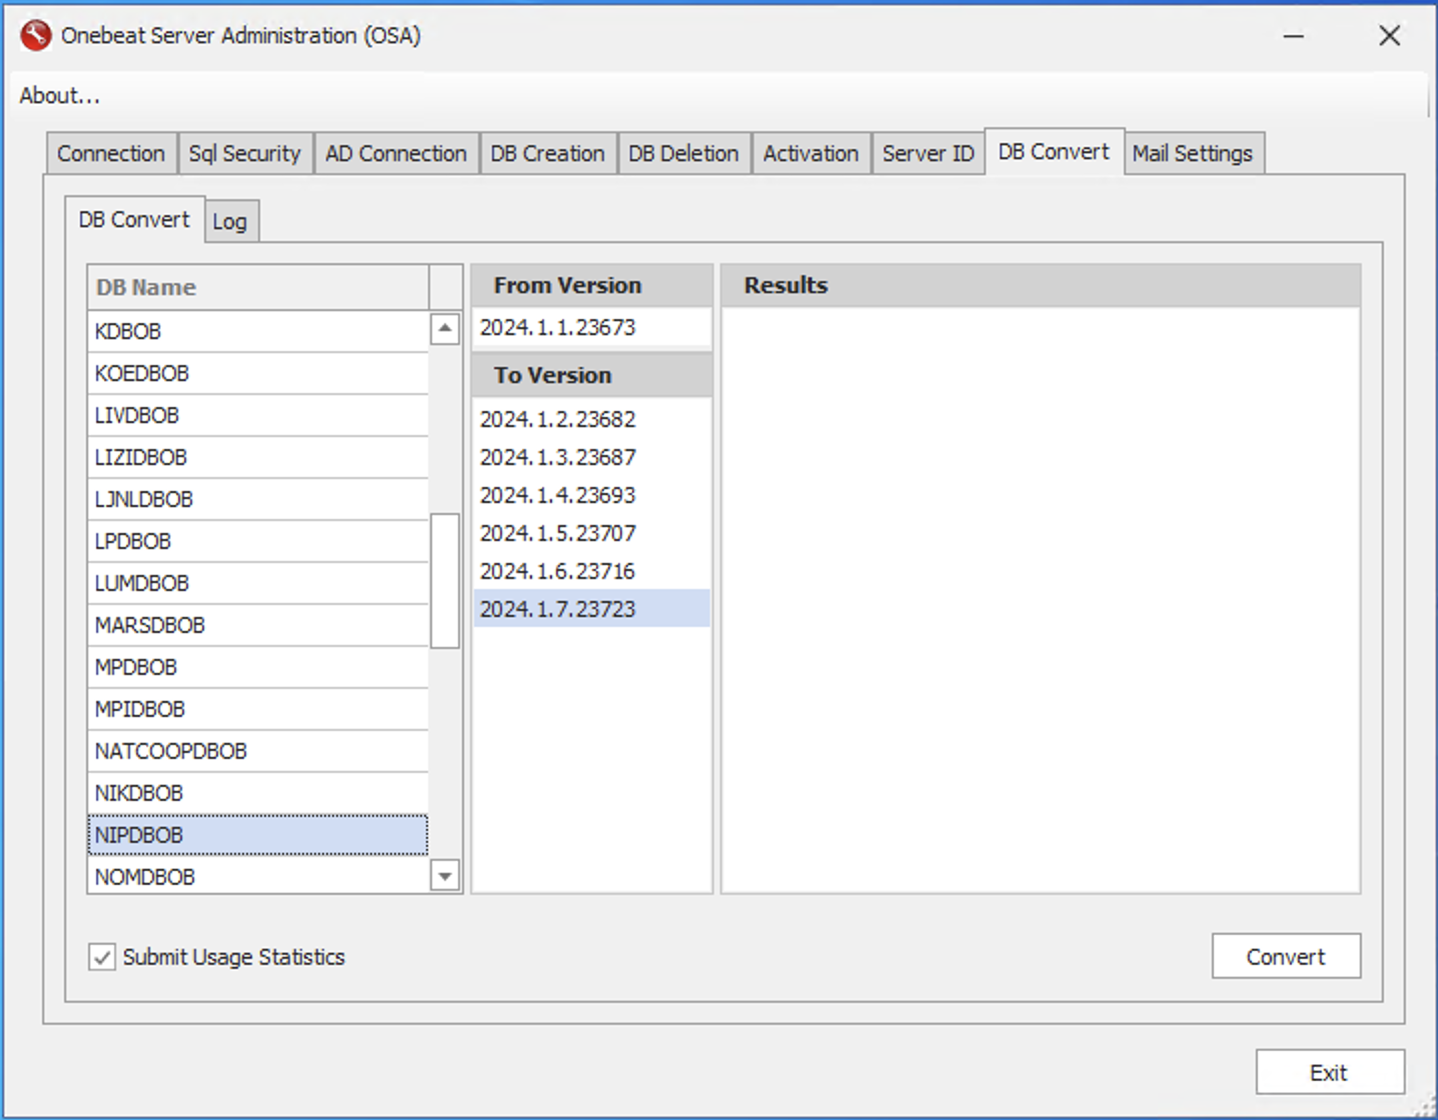 Onebeat Server Administration (OSA)
About...
Connection
Sql Security
AD Connection
DB Creation
DB Deletion
Activation
Server ID
DB Convert
Mail Settings
DB Convert
Log
DB Name
KDBOB
KOEDBOB
LIVDBOB
LIZIDBOB
LJNLDBOB
LPDBOB
LUMDBOB
MARSDBOB
MPDBOB
MPIDBOB
NATCOOPDBOB
NIKDBOB
NIPDBOB
NOMDBOB
From Version
2024.1.1.23673
To Version
2024.1.2.23682
2024.1.3.23687
2024.1.4.23693
2024.1.5.23707
2024.1.6.23716
2024.1.7.23723
Results
Submit Usage Statistics
Convert
Exit